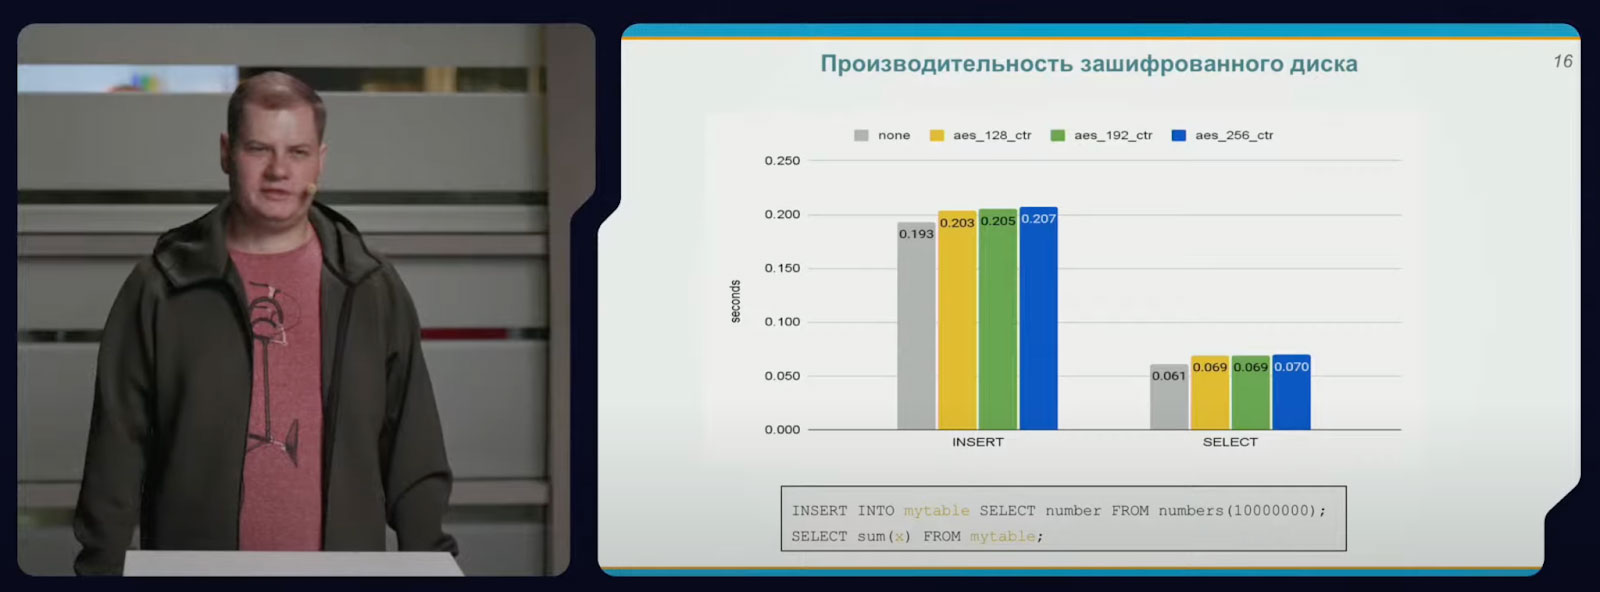 Производительность зашифрованного диска
16
none aes_128_ctr aes_192_ctr aes_256_ctr
0.250
0.200
0.150
0.100
0.050
0.000
seconds
0.193 0.203 0.205 0.207
0.061 0.069 0.069 0.070
INSERT SELECT
INSERT INTO mytable SELECT number FROM numbers(10000000);
SELECT sum(x) FROM mytable;